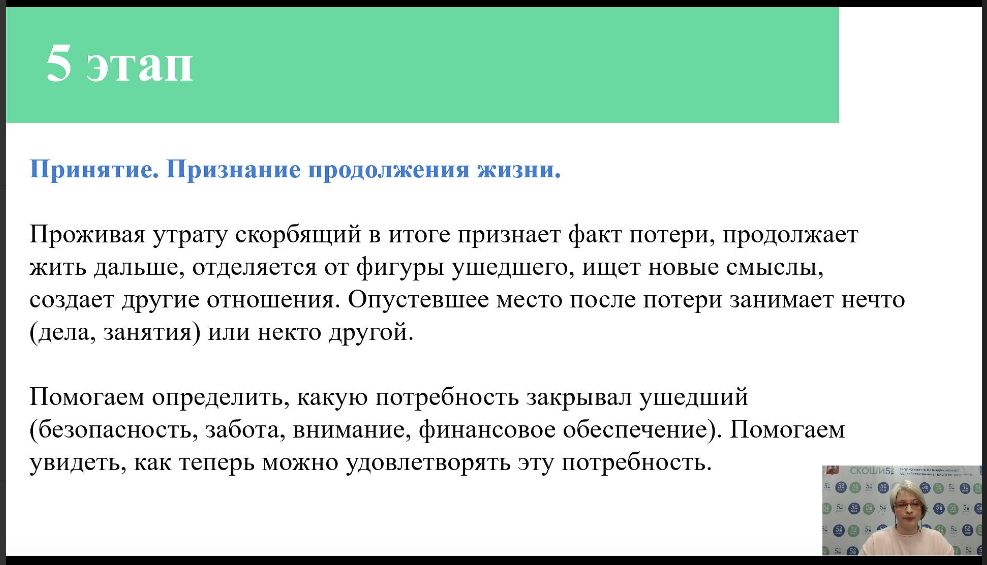 5 этап
Принятие. Признание продолжения жизни.
Проживая утрату скорбящий в итоге признает факт потери, продолжает
жить дальше, отделяется от фигуры ушедшего, ищет новые смыслы,
создает другие отношения. Опустевшее место после потери занимает нечто
(дела, занятия) или некто другой.
Помогаем определить, какую потребность закрывал ушедший
(безопасность, забота, внимание, финансовое обеспечение). Помогаем
увидеть, как теперь можно удовлетворять эту потребность.